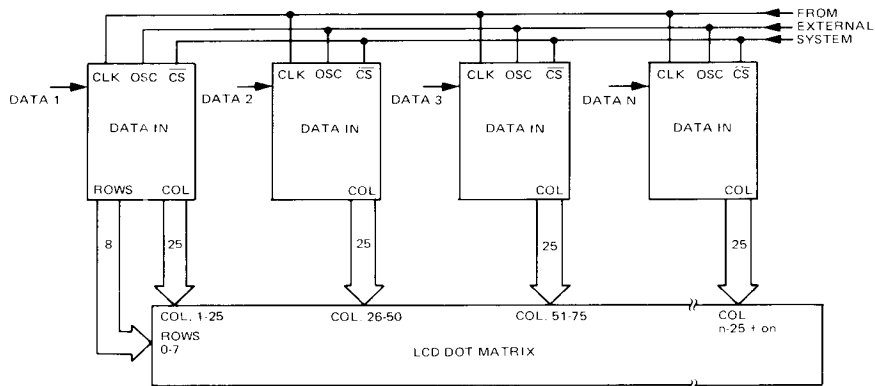 FROM
EXTERNAL
SYSTEM
CLK OSC CS
CLK OSC CS
CLK OSC CS
CLK OSC CS
DATA 1
DATA 2
DATA 3
DATA N
DATA IN
DATA IN
DATA IN
DATA IN
ROWS COL
COL
COL
COL
8 25 25 25 25
COL. 1-25
COL. 26-50
COL. 51-75
COL
n-25 + on
ROWS
0-7
LCD DOT MATRIX